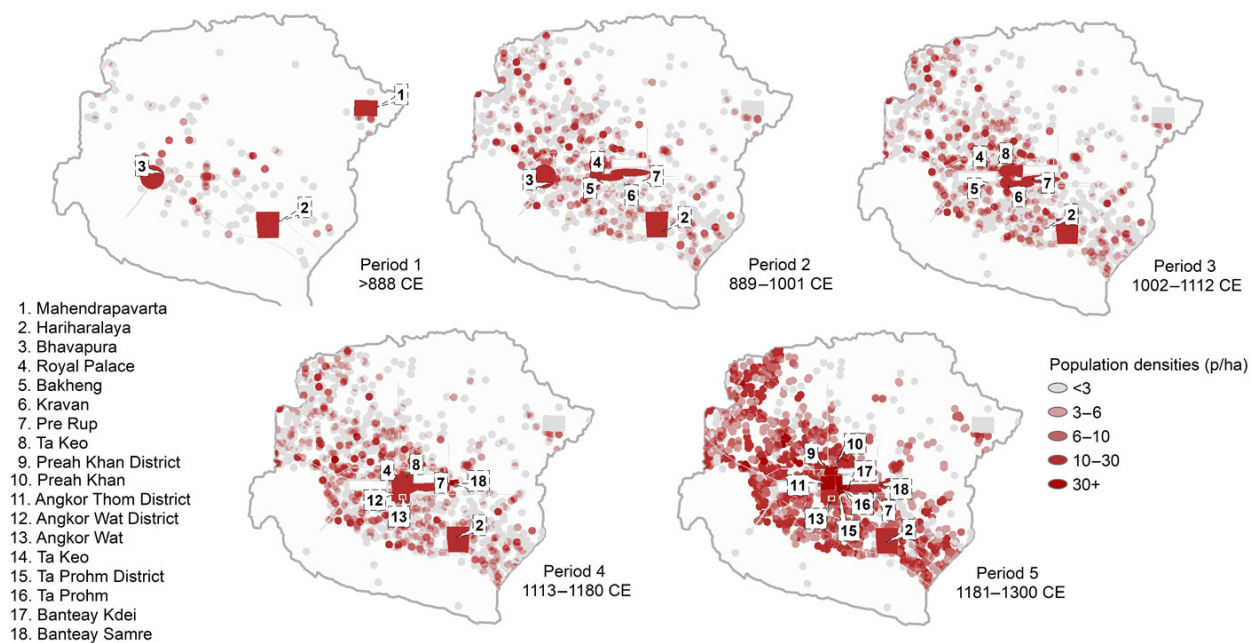 1
3
2
Period 1
>888 CE
4
3
5
6
7
2
Period 2
889–1001 CE
4
8
5
6
7
2
Period 3
1002–1112 CE
1. Mahendrapavarta
2. Hariharalaya
3. Bhavapura
4. Royal Palace
5. Bakheng
6. Kravan
7. Pre Rup
8. Ta Keo
9. Preah Khan District
10. Preah Khan
11. Angkor Thom District
12. Angkor Wat District
13. Angkor Wat
14. Ta Keo
15. Ta Prohm District
16. Ta Prohm
17. Banteay Kdei
18. Banteay Samre
4
8
7
18
12
13
2
Period 4
1113–1180 CE
9
10
17
11
18
16
7
13
15
2
Period 5
1181–1300 CE
Population densities (p/ha)
<3
3–6
6–10
10–30
30+